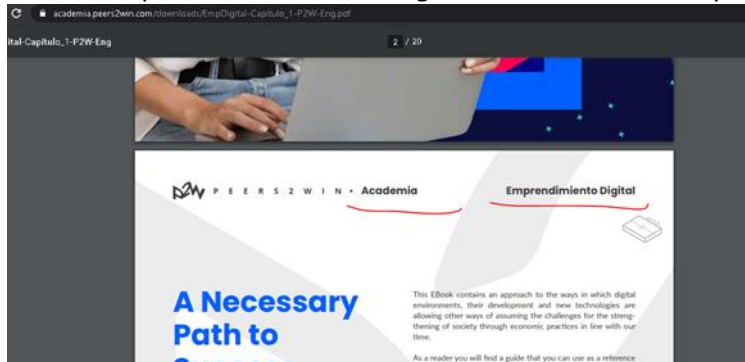 academia.peers2win.com/downloads/EmpDigital-Capitulo_1-P2W-Eng.pdf
ital-Capítulo_1-P2W-Eng
2 / 20
P2W PEERS2WIN • Academia
Emprendimiento Digital
A Necessary
Path to
This EBook contains an approach to the ways in which digital
environments, their development and new technologies are
allowing other ways of assuming the challenges for the streng-
thening of society through economic practices in line with our
time.
As a reader you will find a guide that you can use as a reference